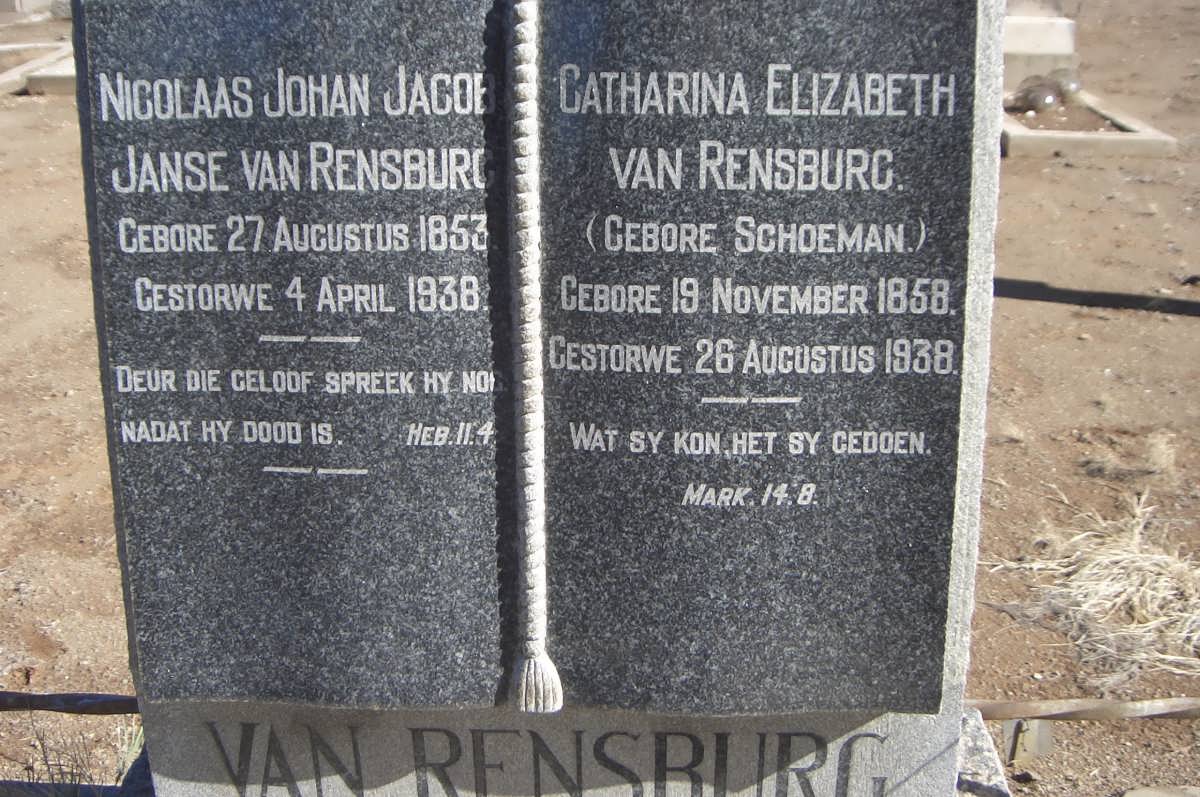 NICOLAAS JOHAN JACOB
JANSE VAN RENSBURG
GEBORE 27 AUGUSTUS 1853.
GESTORWE 4 APRIL 1938.
DEUR DIE GELOOF SPREEK HY NOG
NADAT HY DOOD IS. HEB. 11.4
CATHARINA ELIZABETH
VAN RENSBURG.
(GEBORE SCHOEMAN.)
GEBORE 19 NOVEMBER 1858.
GESTORWE 26 AUGUSTUS 1938.
WAT SY KON, HET SY GEDOEN.
MARK. 14.8.
VAN RENSBURG